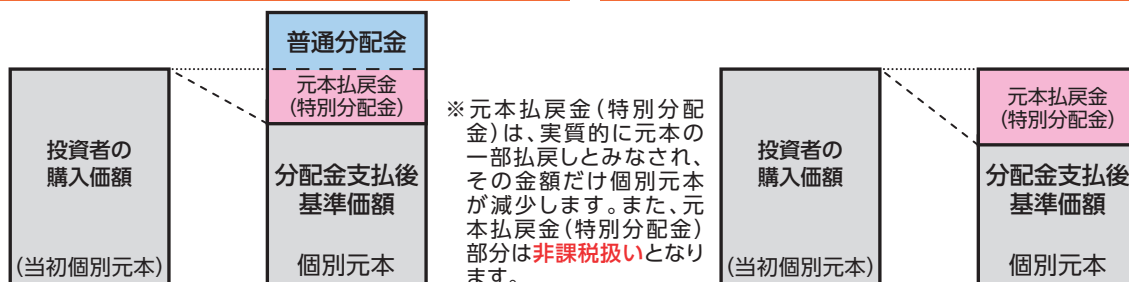 投資者の
購入価額
(当初個別元本)
普通分配金
元本払戻金
(特別分配金)
分配金支払後
基準価額
個別元本
※元本払戻金(特別分配
金)は、実質的に元本の
一部払戻しとみなされ、
その金額だけ個別元本
が減少します。また、元
本払戻金(特別分配金)
部分は非課税扱いとなり
ます。
投資者の
購入価額
(当初個別元本)
元本払戻金
(特別分配金)
分配金支払後
基準価額
個別元本